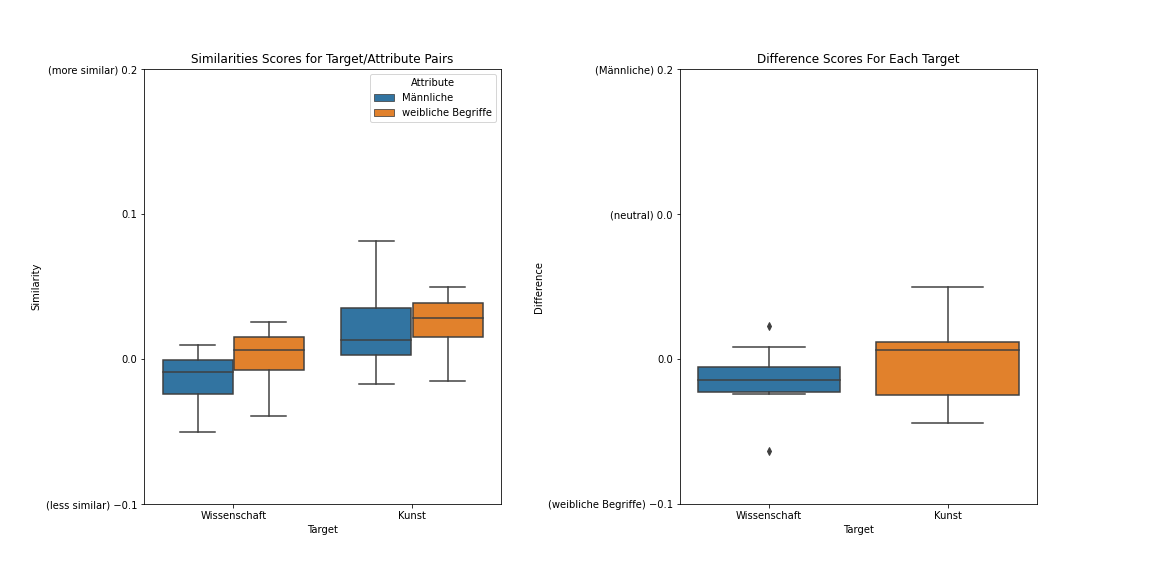 Similarities Scores for Target/Attribute Pairs
(more similar) 0.2
0.1
0.0
(less similar) −0.1
Similarity
Attribute
Männliche
weibliche Begriffe
Wissenschaft
Kunst
Target
Difference Scores For Each Target
(Männliche) 0.2
(neutral) 0.0
0.0
(weibliche Begriffe) −0.1
Difference
Wissenschaft
Kunst
Target